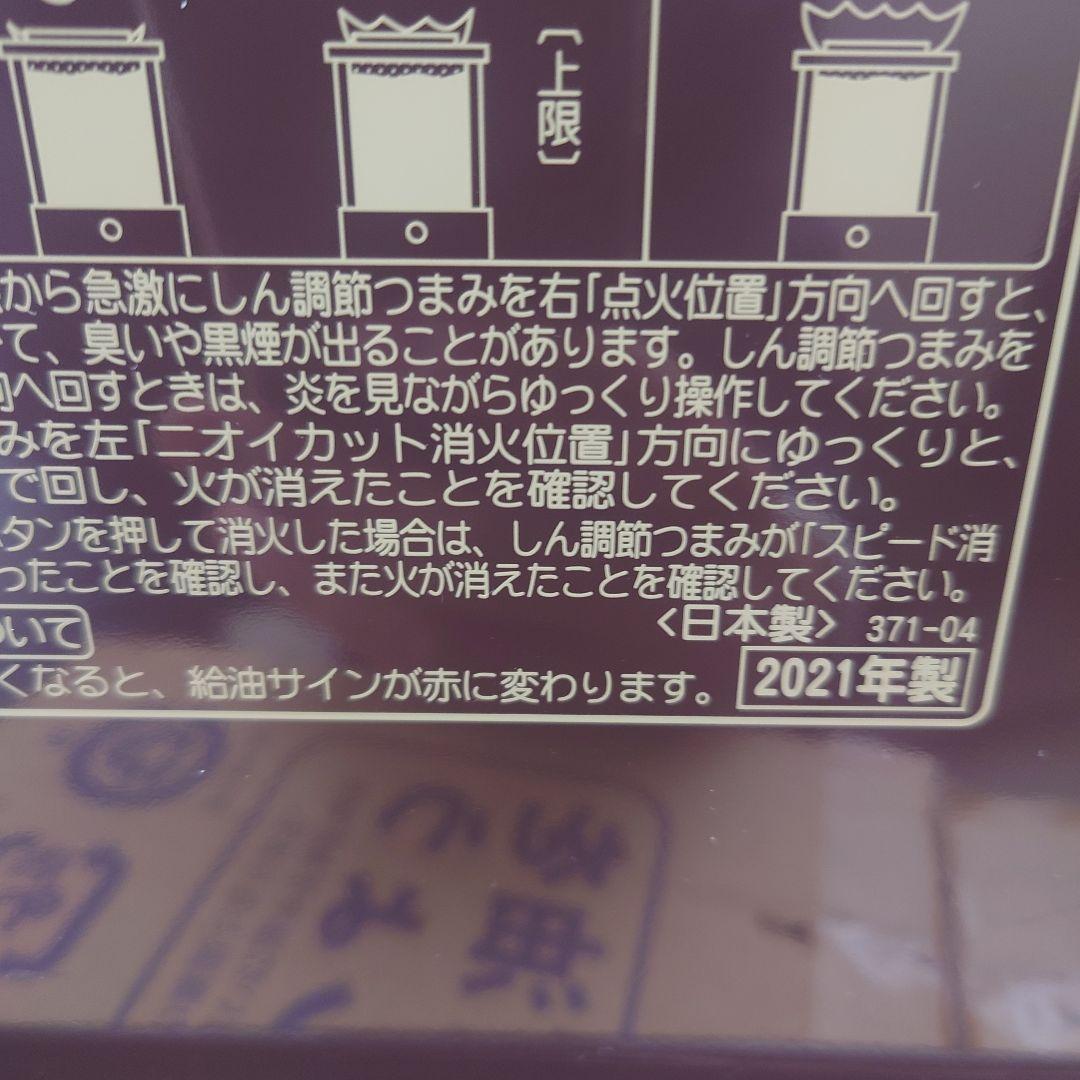 〔上限〕
から急激にしん調節つまみを右「点火位置」方向へ回すと、
て、臭いや黒煙が出ることがあります。しん調節つまみを
向へ回すときは、炎を見ながらゆっくり操作してください。
みを左「ニオイカット消火位置」方向にゆっくりと、
で回し、火が消えたことを確認してください。
タンを押して消火した場合は、しん調節つまみが「スピード消
ったことを確認し、また火が消えたことを確認してください。
〈日本製〉 371-04
ついて
くなると、給油サインが赤に変わります。
2021年製